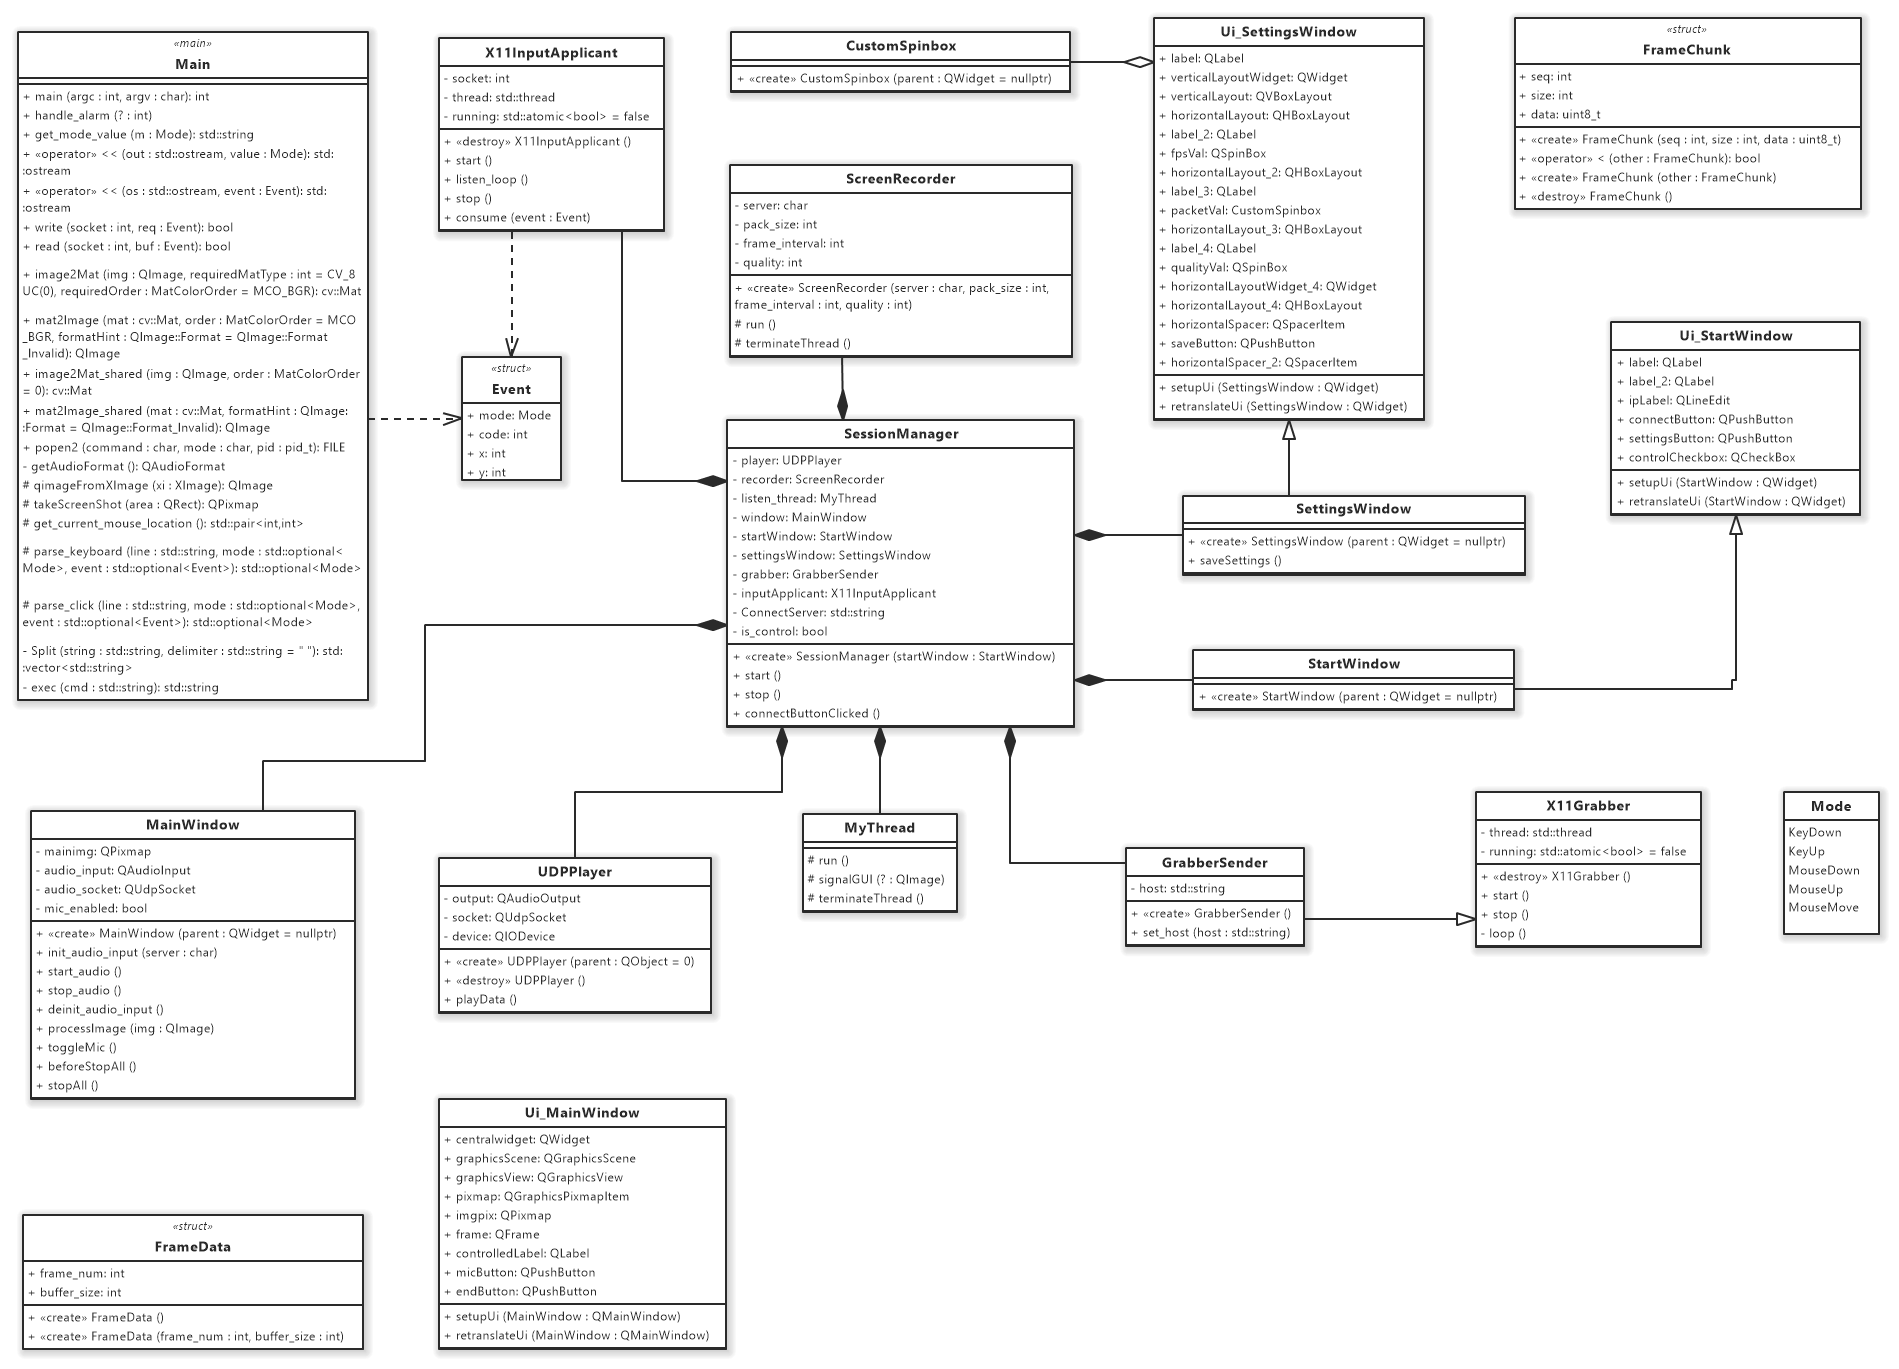 «main»
Main
+ main (argc : int, argv : char): int
+ handle_alarm (? : int)
+ get_mode_value (m : Mode): std::string
+ «operator» << (out : std::ostream, value : Mode): std:
:ostream
+ «operator» << (os : std::ostream, event : Event): std:
:ostream
+ write (socket : int, req : Event): bool
+ read (socket : int, buf : Event): bool
+ image2Mat (img : QImage, requiredMatType : int = CV_8
UC(0), requiredOrder : MatColorOrder = MCO_BGR): cv::Mat
+ mat2Image (mat : cv::Mat, order : MatColorOrder = MCO
_BGR, formatHint : QImage::Format = QImage::Format
_Invalid): QImage
+ image2Mat_shared (img : QImage, order : MatColorOrder
= 0): cv::Mat
+ mat2Image_shared (mat : cv::Mat, formatHint : QImage:
:Format = QImage::Format_Invalid): QImage
+ popen2 (command : char, mode : char, pid : pid_t): FILE
- getAudioFormat (): QAudioFormat
# qimageFromXImage (xi : XImage): QImage
# takeScreenShot (area : QRect): QPixmap
# get_current_mouse_location (): std::pair<int,int>
# parse_keyboard (line : std::string, mode : std::optional<
Mode>, event : std::optional<Event>): std::optional<Mode>
# parse_click (line : std::string, mode : std::optional<Mode>,
event : std::optional<Event>): std::optional<Mode>
- Split (string : std::string, delimiter : std::string = " "): std:
:vector<std::string>
- exec (cmd : std::string): std::string
X11InputApplicant
- socket: int
- thread: std::thread
- running: std::atomic<bool> = false
+ «destroy» X11InputApplicant ()
+ start ()
+ listen_loop ()
+ stop ()
+ consume (event : Event)
«struct»
Event
+ mode: Mode
+ code: int
+ x: int
+ y: int
CustomSpinbox
+ «create» CustomSpinbox (parent : QWidget = nullptr)
ScreenRecorder
- server: char
- pack_size: int
- frame_interval: int
- quality: int
+ «create» ScreenRecorder (server : char, pack_size : int,
frame_interval : int, quality : int)
# run ()
# terminateThread ()
SessionManager
- player: UDPPlayer
- recorder: ScreenRecorder
- listen_thread: MyThread
- window: MainWindow
- startWindow: StartWindow
- settingsWindow: SettingsWindow
- grabber: GrabberSender
- inputApplicant: X11InputApplicant
- ConnectServer: std::string
- is_control: bool
+ «create» SessionManager (startWindow : StartWindow)
+ start ()
+ stop ()
+ connectButtonClicked ()
Ui_SettingsWindow
+ label: QLabel
+ verticalLayoutWidget: QWidget
+ verticalLayout: QVBoxLayout
+ horizontalLayout: QHBoxLayout
+ label_2: QLabel
+ fpsVal: QSpinBox
+ horizontalLayout_2: QHBoxLayout
+ label_3: QLabel
+ packetVal: CustomSpinbox
+ horizontalLayout_3: QHBoxLayout
+ label_4: QLabel
+ qualityVal: QSpinBox
+ horizontalLayoutWidget_4: QWidget
+ horizontalLayout_4: QHBoxLayout
+ horizontalSpacer: QSpacerItem
+ saveButton: QPushButton
+ horizontalSpacer_2: QSpacerItem
+ setupUi (SettingsWindow : QWidget)
+ retranslateUi (SettingsWindow : QWidget)
«struct»
FrameChunk
+ seq: int
+ size: int
+ data: uint8_t
+ «create» FrameChunk (seq : int, size : int, data : uint8_t)
+ «operator» < (other : FrameChunk): bool
+ «create» FrameChunk (other : FrameChunk)
+ «destroy» FrameChunk ()
Ui_StartWindow
+ label: QLabel
+ label_2: QLabel
+ ipLabel: QLineEdit
+ connectButton: QPushButton
+ settingsButton: QPushButton
+ controlCheckbox: QCheckBox
+ setupUi (StartWindow : QWidget)
+ retranslateUi (StartWindow : QWidget)
SettingsWindow
+ «create» SettingsWindow (parent : QWidget = nullptr)
+ saveSettings ()
StartWindow
+ «create» StartWindow (parent : QWidget = nullptr)
MainWindow
- mainimg: QPixmap
- audio_input: QAudioInput
- audio_socket: QUdpSocket
- mic_enabled: bool
+ «create» MainWindow (parent : QWidget = nullptr)
+ init_audio_input (server : char)
+ start_audio ()
+ stop_audio ()
+ deinit_audio_input ()
+ processImage (img : QImage)
+ toggleMic ()
+ beforeStopAll ()
+ stopAll ()
UDPPlayer
- output: QAudioOutput
- socket: QUdpSocket
- device: QIODevice
+ «create» UDPPlayer (parent : QObject = 0)
+ «destroy» UDPPlayer ()
+ playData ()
MyThread
# run ()
# signalGUI (? : QImage)
# terminateThread ()
GrabberSender
- host: std::string
+ «create» GrabberSender ()
+ set_host (host : std::string)
X11Grabber
- thread: std::thread
- running: std::atomic<bool> = false
+ «destroy» X11Grabber ()
+ start ()
+ stop ()
- loop ()
Mode
KeyDown
KeyUp
MouseDown
MouseUp
MouseMove
Ui_MainWindow
+ centralwidget: QWidget
+ graphicsScene: QGraphicsScene
+ graphicsView: QGraphicsView
+ pixmap: QGraphicsPixmapItem
+ imgpix: QPixmap
+ frame: QFrame
+ controlledLabel: QLabel
+ micButton: QPushButton
+ endButton: QPushButton
+ setupUi (MainWindow : QMainWindow)
+ retranslateUi (MainWindow : QMainWindow)
«struct»
FrameData
+ frame_num: int
+ buffer_size: int
+ «create» FrameData ()
+ «create» FrameData (frame_num : int, buffer_size : int)